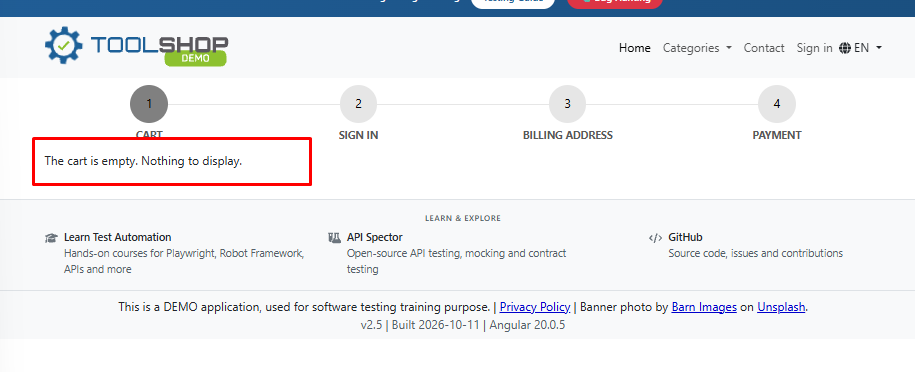 Testing Guide
Bug Hunting
TOOLSHOP
DEMO
Home Categories Contact Sign in EN
1 2 3 4
CART SIGN IN BILLING ADDRESS PAYMENT
The cart is empty. Nothing to display.
LEARN & EXPLORE
Learn Test Automation
Hands-on courses for Playwright, Robot Framework,
APIs and more
API Spector
Open-source API testing, mocking and contract
testing
GitHub
Source code, issues and contributions
This is a DEMO application, used for software testing training purpose. | Privacy Policy | Banner photo by Barn Images on Unsplash.
v2.5 | Built 2026-10-11 | Angular 20.0.5